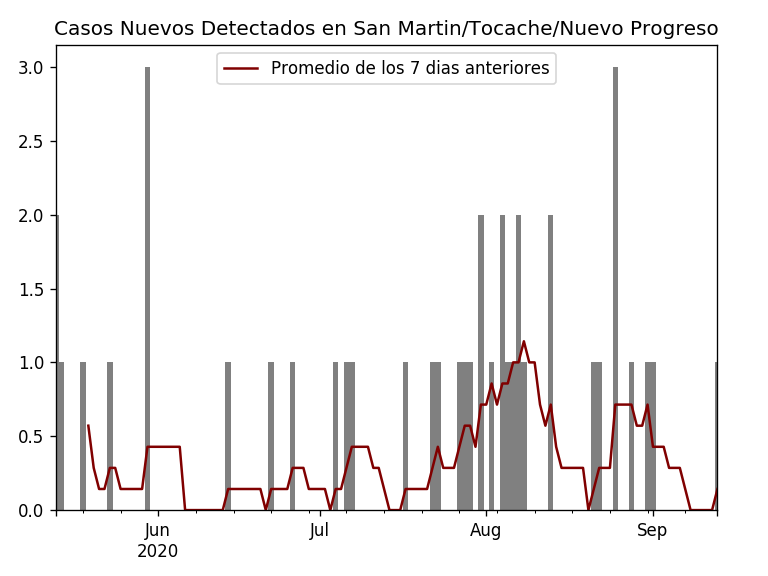 Casos Nuevos Detectados en San Martin/Tocache/Nuevo Progreso
Promedio de los 7 dias anteriores
3.0
2.5
2.0
1.5
1.0
0.5
0.0
Jun
2020
Jul
Aug
Sep